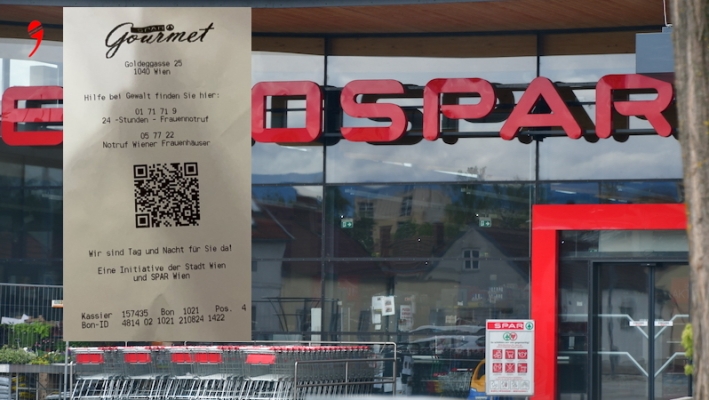 SPAR
Gourmet
Goldeggasse 25
1040 Wien
Hilfe bei Gewalt finden Sie hier:
01 71 71 9
24 -Stunden - Frauennotruf
05 77 22
Notruf Wiener Frauenhäuser
Wir sind Tag und Nacht für Sie da!
Eine Initiative der Stadt Wien
und SPAR Wien
Kassier 157435 Bon 1021 Pos. 4
Bon-ID 4814 02 1021 210824 1422
E OSPAR
SPAR